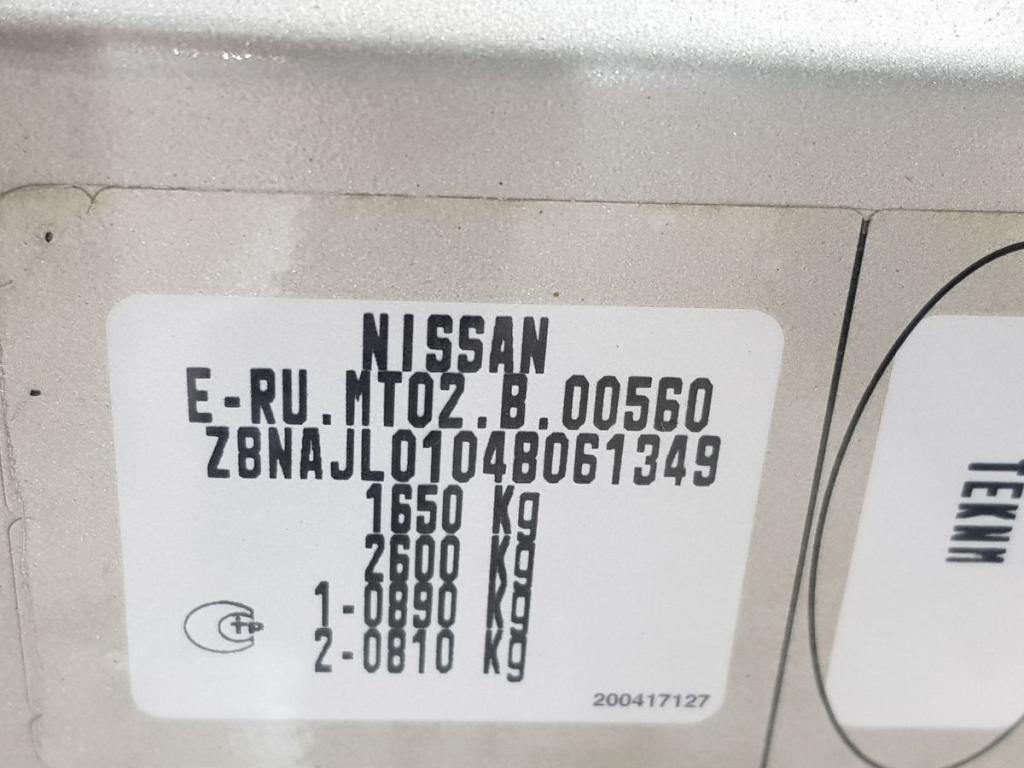 NISSAN
E-RU.MT02.B.00560
Z8NAJL01048061349
1650 Kg
2600 Kg
1-0890 Kg
2-0810 Kg
200417127
TEKNM